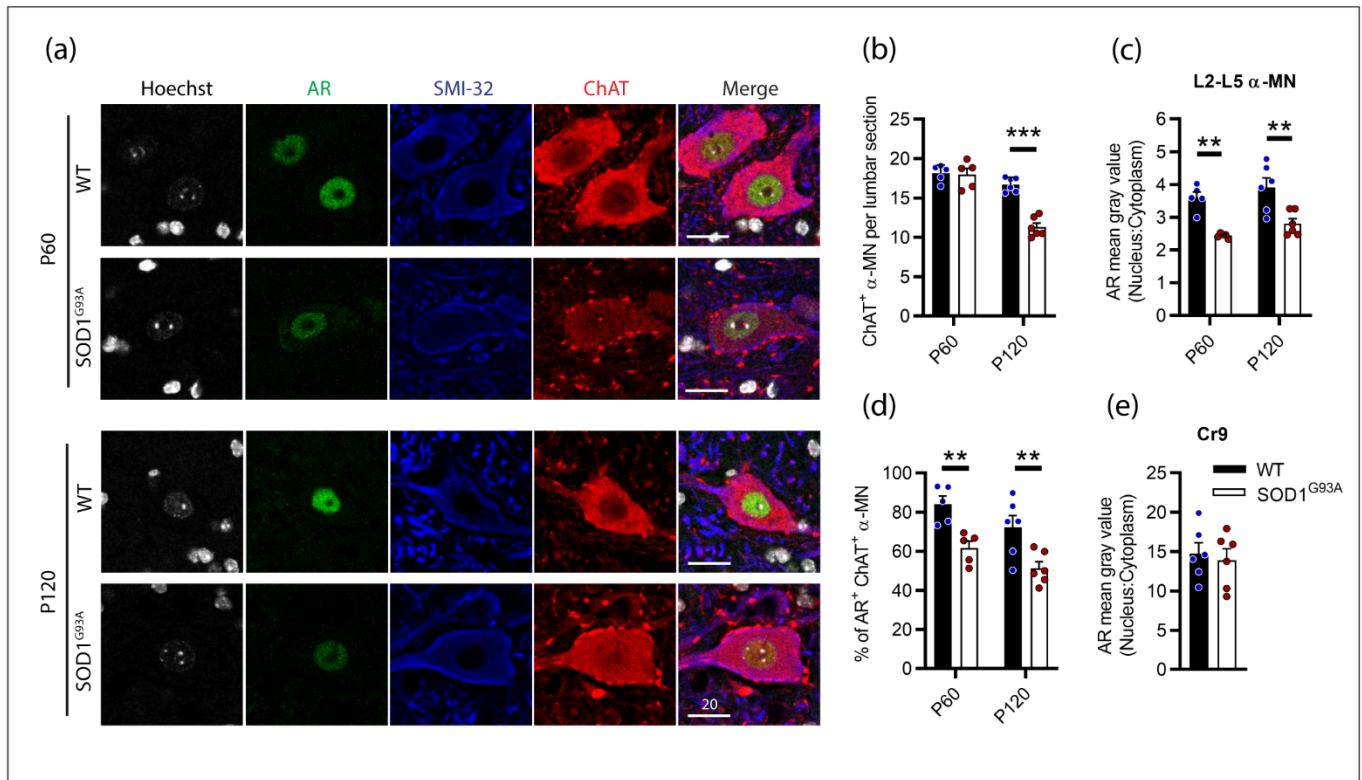 (a)
Hoechst AR SMI-32 ChAT Merge
P60
WT
SOD1G93A
P120
WT
SOD1G93A
20
(b)
ChAT+ α-MN per lumbar section
25
20
15
10
5
0
***
P60 P120
(c)
L2-L5 α-MN
AR mean gray value
(Nucleus:Cytoplasm)
6
5
4
3
2
1
0
** **
P60 P120
(d)
% of AR+ ChAT+ α-MN
100
80
60
40
20
0
** **
P60 P120
(e)
Cr9
AR mean gray value
(Nucleus:Cytoplasm)
25
20
15
10
5
0
WT
SOD1G93A